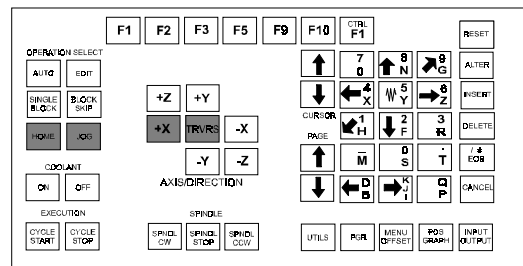 F1 F2 F3 F5 F9 F10 CTRL F1
RESET
OPERATION SELECT
AUTO EDIT
7 O 8 N 9 G
ALTER
SINGLE BLOCK BLOCK SKIP
+Z +Y
4 X 5 Y 6 Z
INSERT
CURSOR
HOME JOG
+X TRVRS -X
1 H 2 F 3 R
DELETE
PAGE
-Y -Z
M 0 S . T
/ # EOB
COOLANT
AXIS/DIRECTION
ON OFF
D B K J I Q P
CANCEL
EXECUTION
SPINDLE
CYCLE START CYCLE STOP
SPNDL CW SPNDL STOP SPNDL CCW
UTILS PGR. MENU OFFSET POS GRAPH INPUT OUTPUT